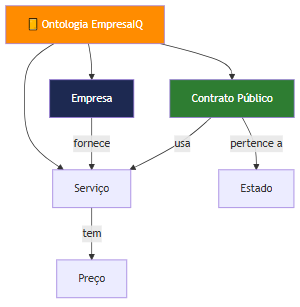 Ontologia EmpresaIQ
Empresa
Contrato Público
fornece
usa
pertence a
Serviço
Estado
tem
Preço